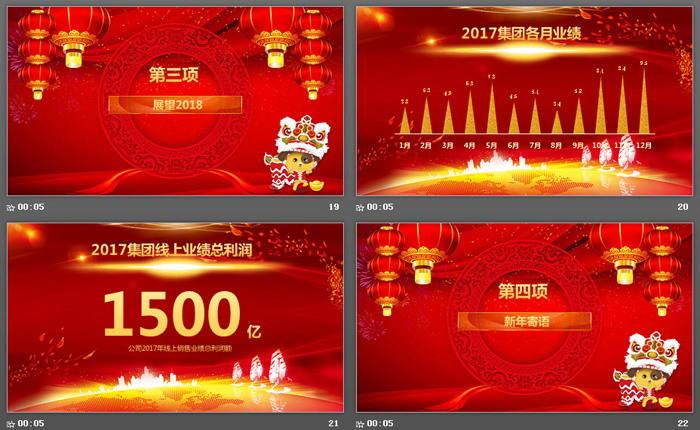 第三项
展望2018
00:05
19
2017集团各月业绩
1月 2月 3月 4月 5月 6月 7月 8月 9月 10月 11月 12月
00:05
20
2017集团线上业绩总利润
1500亿
公司2017年线上销售业绩总利润额
00:05
21
第四项
新年寄语
00:05
22